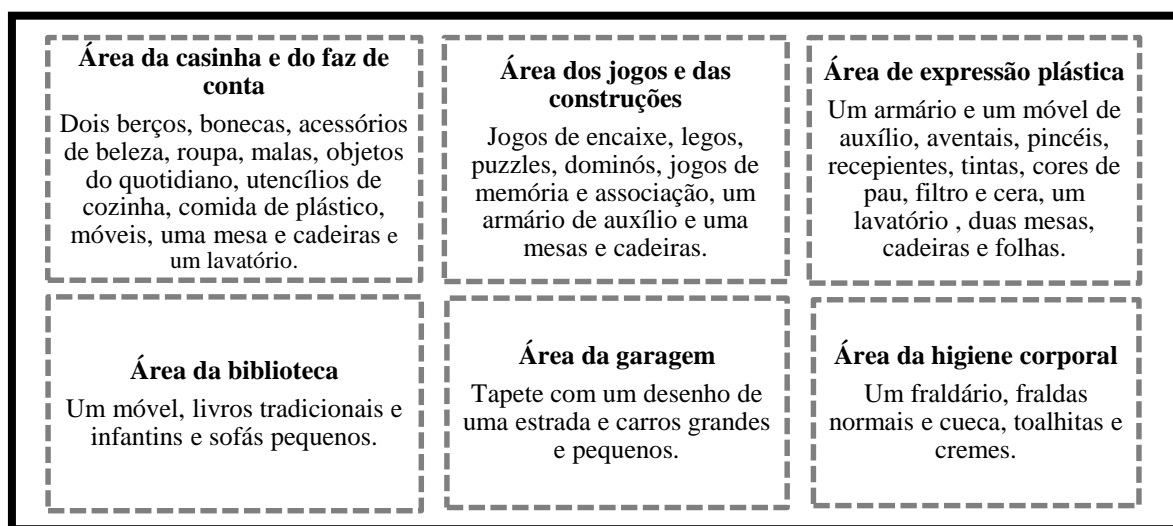 Área da casinha e do faz de
conta
Dois berços, bonecas, acessórios
de beleza, roupa, malas, objetos
do quotidiano, utencílios de
cozinha, comida de plástico,
móveis, uma mesa e cadeiras e
um lavatório.
Área dos jogos e das
construções
Jogos de encaixe, legos,
puzzles, dominós, jogos de
memória e associação, um
armário de auxílio e uma
mesas e cadeiras.
Área de expressão plástica
Um armário e um móvel de
auxílio, aventais, pincéis,
recepientes, tintas, cores de
pau, filtro e cera, um
lavatório , duas mesas,
cadeiras e folhas.
Área da biblioteca
Um móvel, livros tradicionais e
infantins e sofás pequenos.
Área da garagem
Tapete com um desenho de
uma estrada e carros grandes
e pequenos.
Área da higiene corporal
Um fraldário, fraldas
normais e cueca, toalhitas e
cremes.